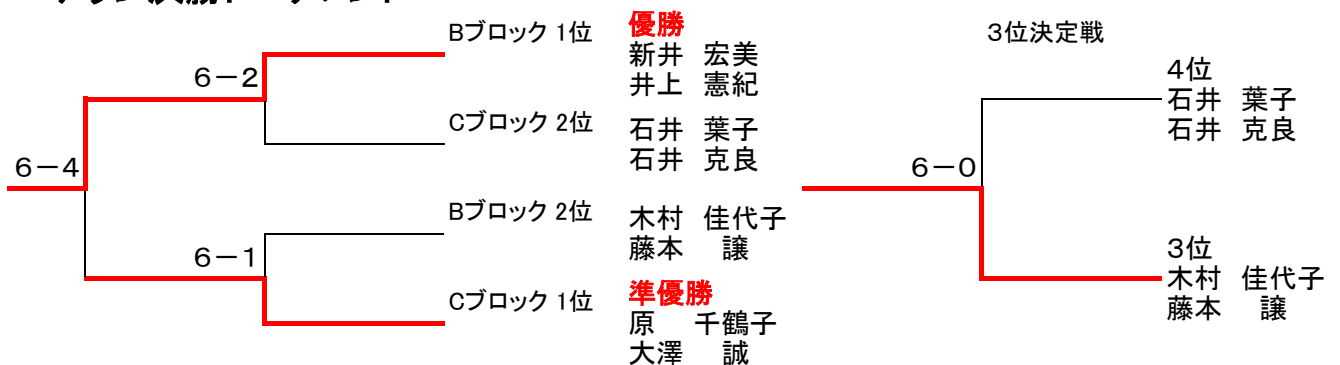 Bブロック 1位
優勝
新井 宏美
井上 憲紀
6-2
Cブロック 2位
石井 葉子
石井 克良
6-4
Bブロック 2位
木村 佳代子
藤本 譲
6-1
Cブロック 1位
準優勝
原 千鶴子
大澤 誠
3位決定戦
4位
石井 葉子
石井 克良
6-0
3位
木村 佳代子
藤本 譲